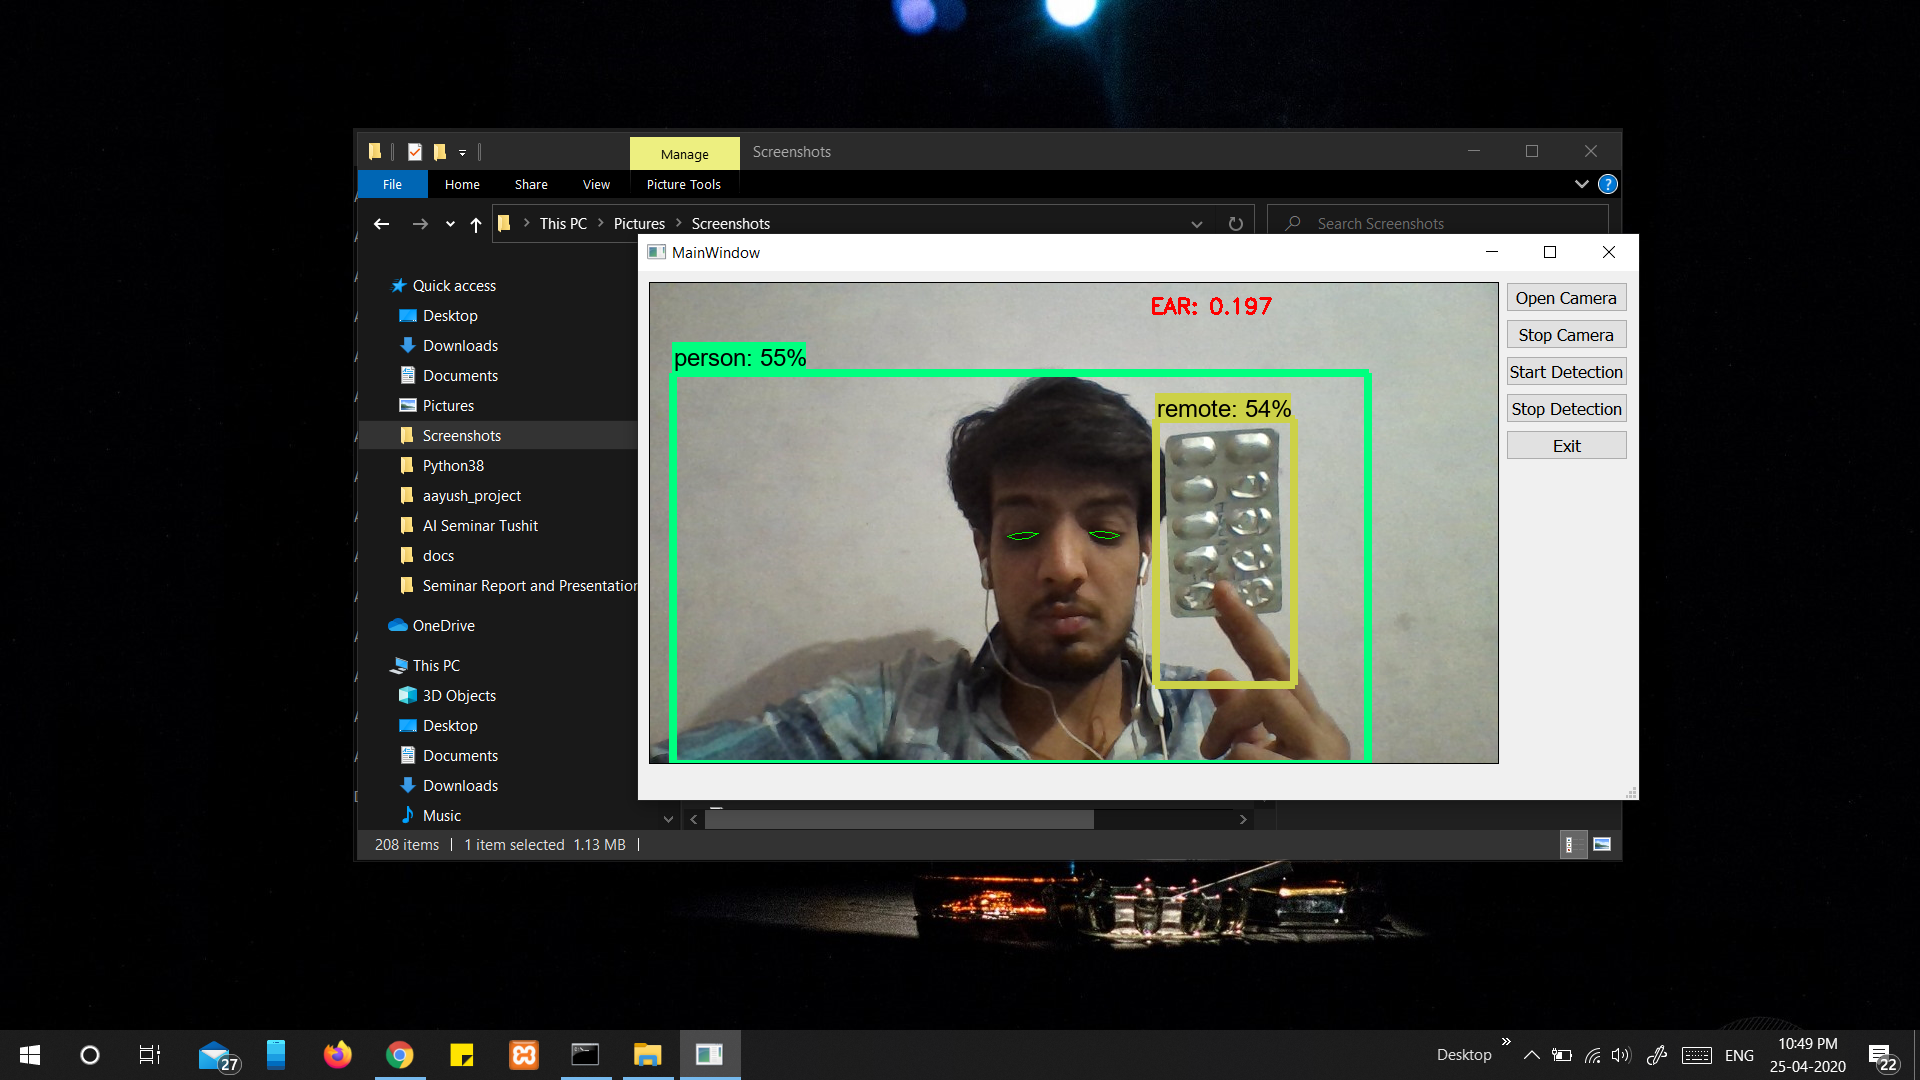 Manage
Screenshots
File
Home
Share
View
Picture Tools
?
This PC
Pictures
Screenshots
Search Screenshots
MainWindow
Quick access
Desktop
Downloads
Documents
Pictures
Screenshots
Python38
aayush_project
AI Seminar Tushit
docs
Seminar Report and Presentation
OneDrive
This PC
3D Objects
Desktop
Documents
Downloads
Music
EAR: 0.197
person: 55%
remote: 54%
Open Camera
Stop Camera
Start Detection
Stop Detection
Exit
208 items
1 item selected 1.13 MB
27
Desktop
ENG
10:49 PM
25-04-2020
22